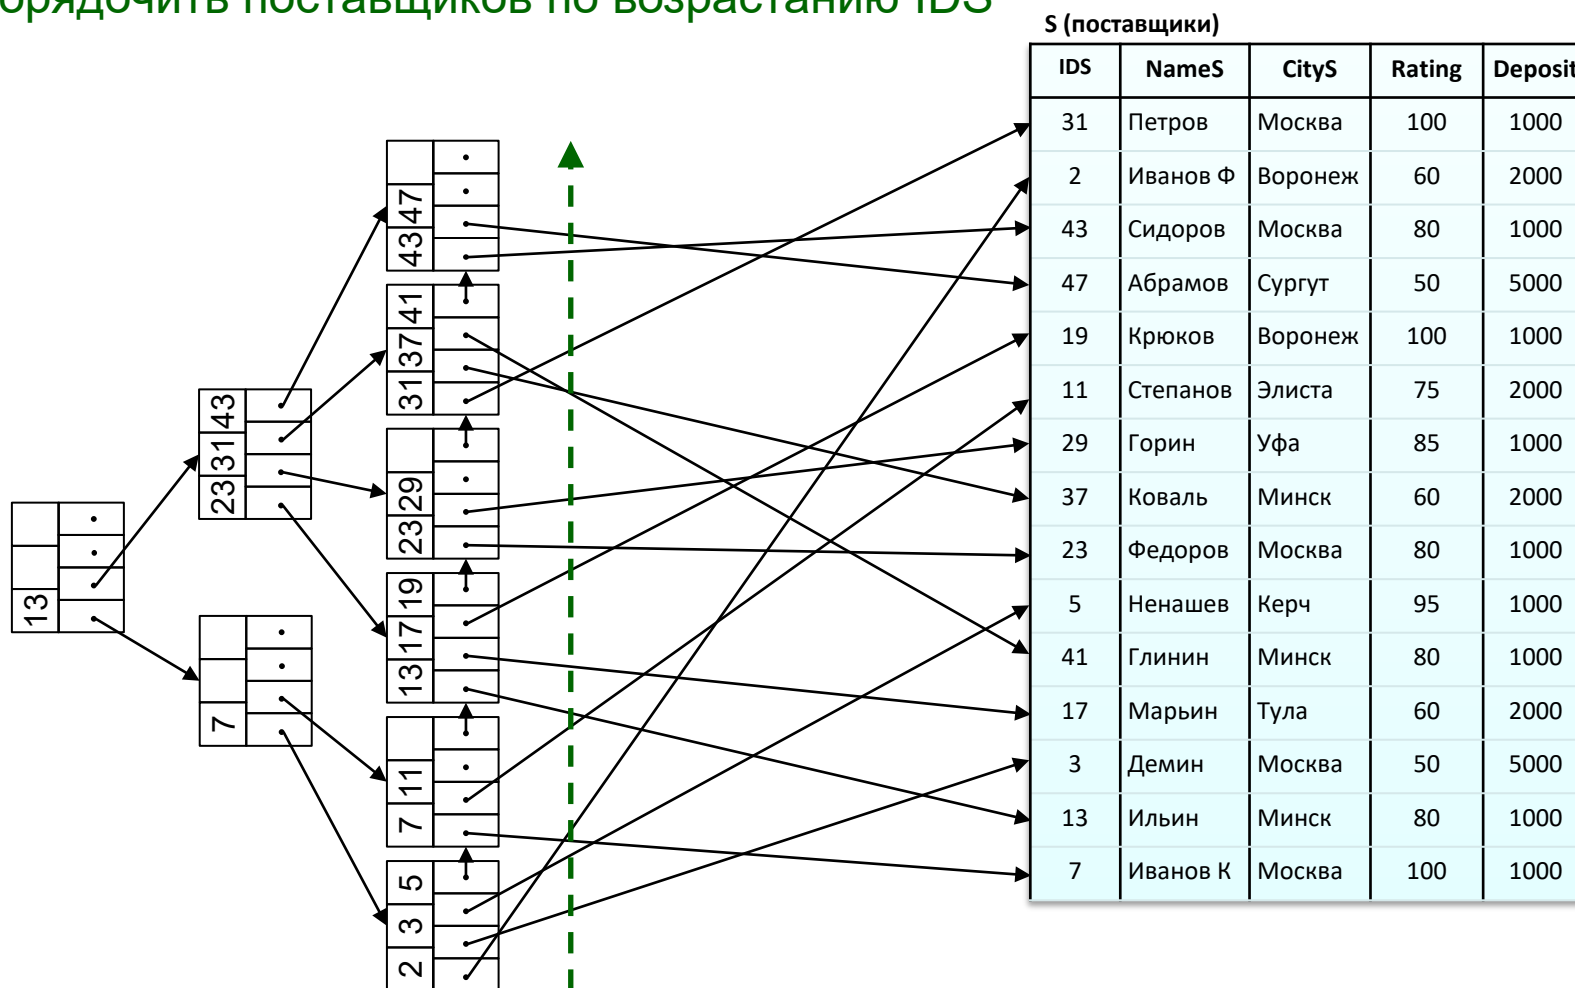 орядочить поставщиков по возрастанию IDS
S (поставщики)
IDS NameS CityS Rating Deposit
31 Петров Москва 100 1000
2 Иванов Ф Воронеж 60 2000
43 Сидоров Москва 80 1000
47 Абрамов Сургут 50 5000
19 Крюков Воронеж 100 1000
11 Степанов Элиста 75 2000
29 Горин Уфа 85 1000
37 Коваль Минск 60 2000
23 Федоров Москва 80 1000
5 Ненашев Керч 95 1000
41 Глинин Минск 80 1000
17 Марьин Тула 60 2000
3 Демин Москва 50 5000
13 Ильин Минск 80 1000
7 Иванов К Москва 100 1000
13
23 31 43
7
43 47
31 37 41
23 29
13 17 19
7 11
2 3 5